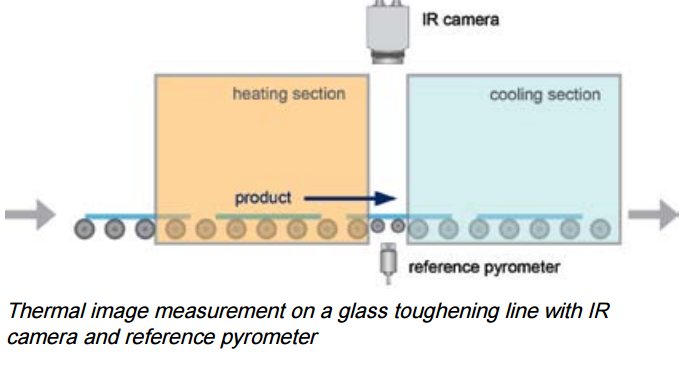 IR camera
heating section
cooling section
product
reference pyrometer
Thermal image measurement on a glass toughening line with IR
camera and reference pyrometer